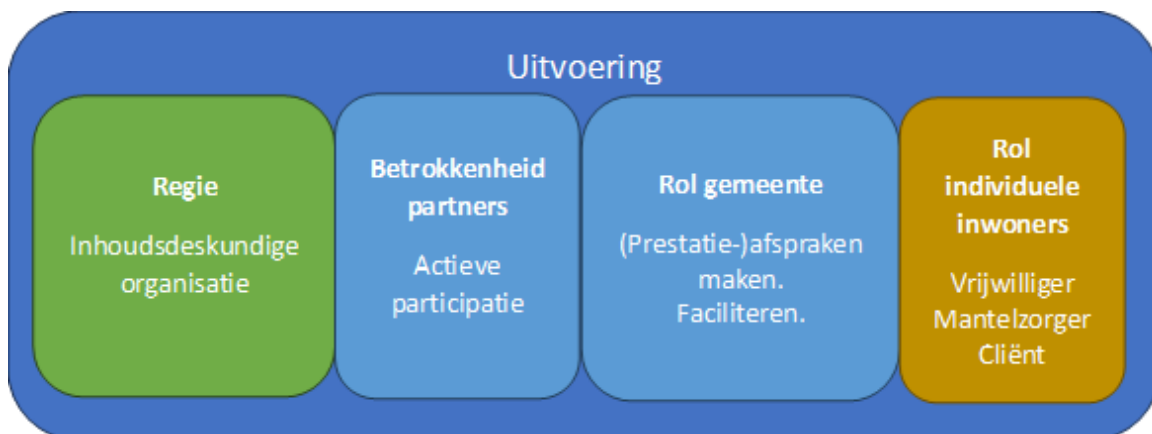 Uitvoering
Regie
Inhoudsdeskundige
organisatie
Betrokkenheid
partners
Actieve
participatie
Rol gemeente
(Prestatie-)afspraken
maken.
Faciliteren.
Rol
individuele
inwoners
Vrijwilliger
Mantelzorger
Cliënt